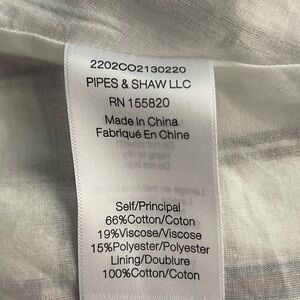 2202CO2130220
PIPES & SHAW LLC
RN 155820
Made in China
Fabriqué En Chine
Self/Principal
66%Cotton/Coton
19%Viscose/Viscose
15%Polyester/Polyester
Lining/Doublure
100%Cotton/Coton